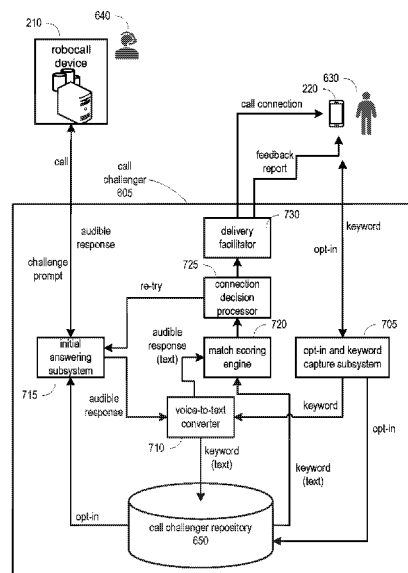 210
640
robocall
device
630
220
call connection
feedback
report
call
call
challenger
605
audible
response
challenge
prompt
730
delivery
facilitator
keyword
opt-in
725
re-try
connection
decision
processor
720
705
audible
response
(text)
initial
answering
subsystem
match scoring
engine
opt-in and keyword
capture subsystem
715
audible
response
voice-to-text
converter
keyword
opt-in
710
keyword
(text)
keyword
(text)
opt-in
call challenger repository
650